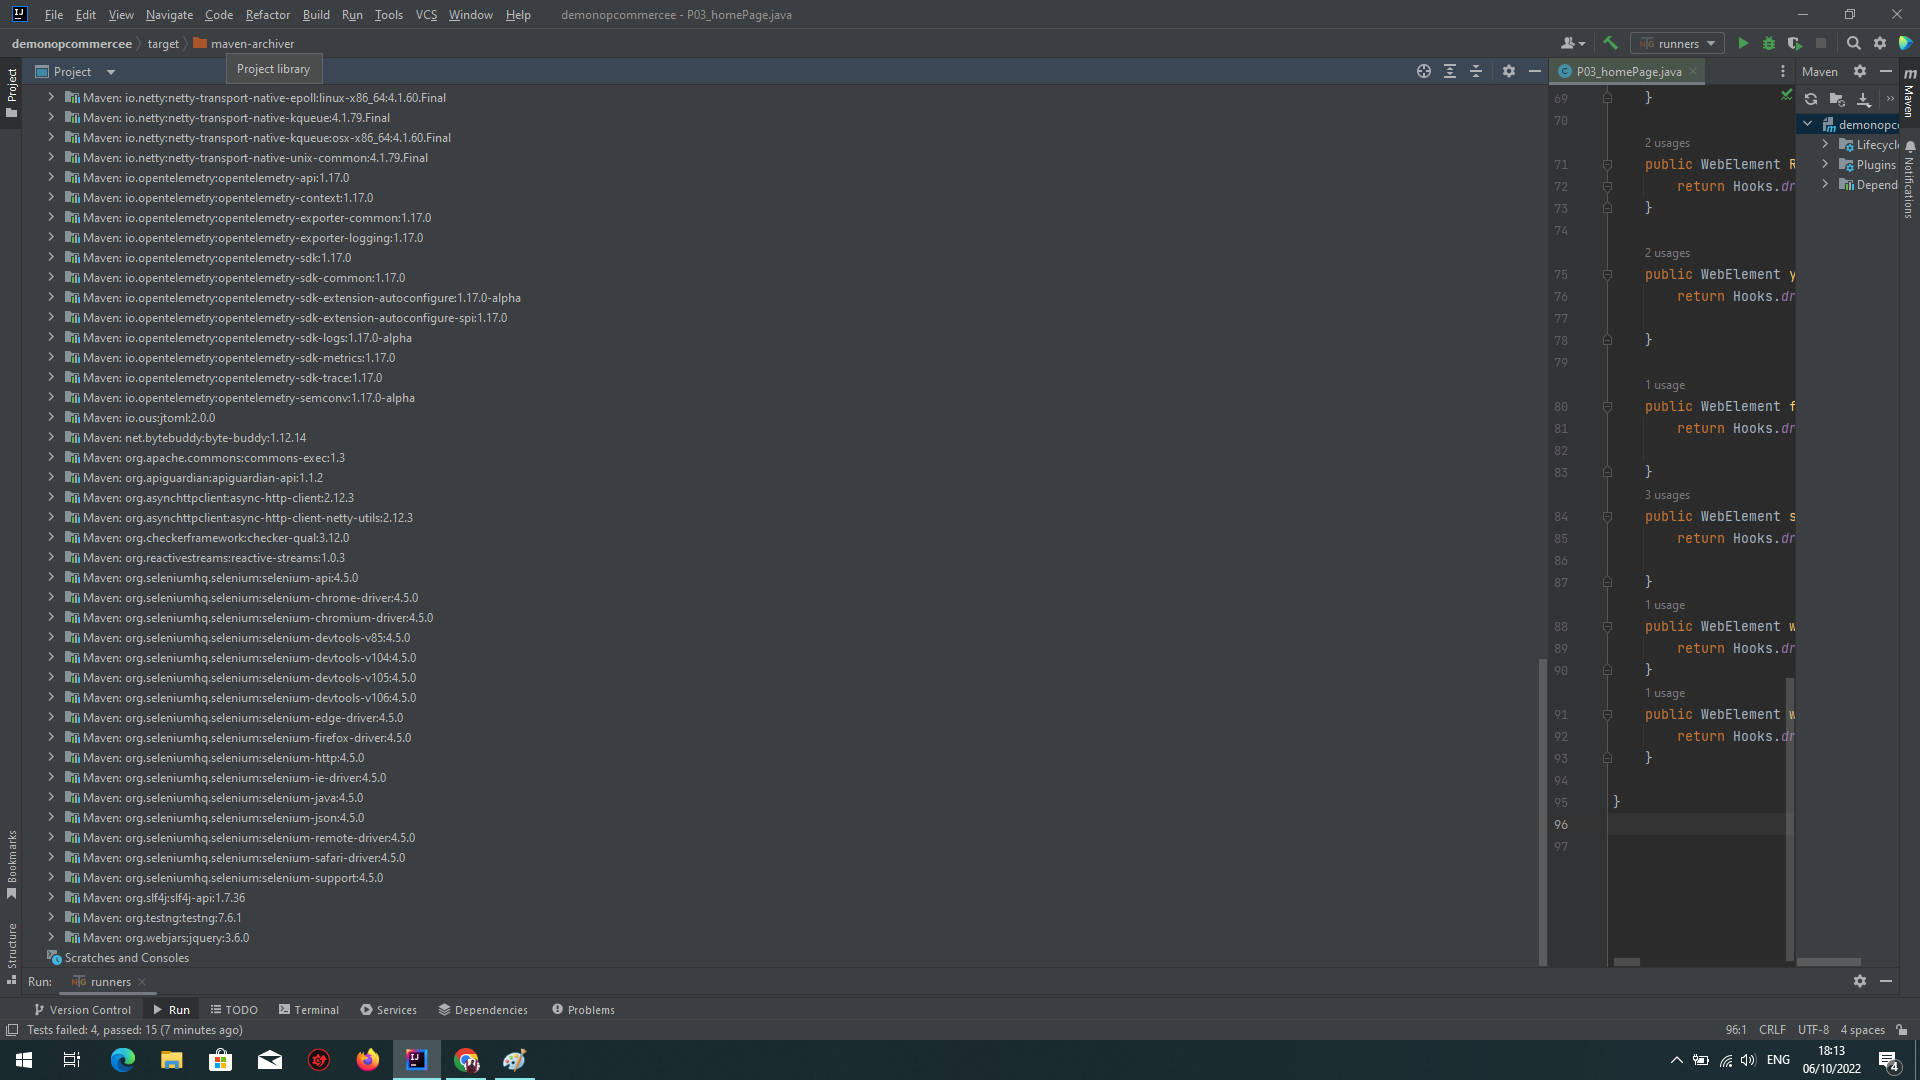 File Edit View Navigate Code Refactor Build Run Tools VCS Window Help demonopcommercee - P03_homePage.java
demonopcommercee target maven-archiver runners
Project
Project library
P03_homePage.java
Maven
Maven: io.netty:netty-transport-native-epoll:linux-x86_64:4.1.60.Final
Maven: io.netty:netty-transport-native-kqueue:4.1.79.Final
Maven: io.netty:netty-transport-native-kqueue:osx-x86_64:4.1.60.Final
Maven: io.netty:netty-transport-native-unix-common:4.1.79.Final
Maven: io.opentelemetry:opentelemetry-api:1.17.0
Maven: io.opentelemetry:opentelemetry-context:1.17.0
Maven: io.opentelemetry:opentelemetry-exporter-common:1.17.0
Maven: io.opentelemetry:opentelemetry-exporter-logging:1.17.0
Maven: io.opentelemetry:opentelemetry-sdk:1.17.0
Maven: io.opentelemetry:opentelemetry-sdk-common:1.17.0
Maven: io.opentelemetry:opentelemetry-sdk-extension-autoconfigure:1.17.0-alpha
Maven: io.opentelemetry:opentelemetry-sdk-extension-autoconfigure-spi:1.17.0
Maven: io.opentelemetry:opentelemetry-sdk-logs:1.17.0-alpha
Maven: io.opentelemetry:opentelemetry-sdk-metrics:1.17.0
Maven: io.opentelemetry:opentelemetry-sdk-trace:1.17.0
Maven: io.opentelemetry:opentelemetry-semconv:1.17.0-alpha
Maven: io.ous:jtoml:2.0.0
Maven: net.bytebuddy:byte-buddy:1.12.14
Maven: org.apache.commons:commons-exec:1.3
Maven: org.apiguardian:apiguardian-api:1.1.2
Maven: org.asynchttpclient:async-http-client:2.12.3
Maven: org.asynchttpclient:async-http-client-netty-utils:2.12.3
Maven: org.checkerframework:checker-qual:3.12.0
Maven: org.reactivestreams:reactive-streams:1.0.3
Maven: org.seleniumhq.selenium:selenium-api:4.5.0
Maven: org.seleniumhq.selenium:selenium-chrome-driver:4.5.0
Maven: org.seleniumhq.selenium:selenium-chromium-driver:4.5.0
Maven: org.seleniumhq.selenium:selenium-devtools-v85:4.5.0
Maven: org.seleniumhq.selenium:selenium-devtools-v104:4.5.0
Maven: org.seleniumhq.selenium:selenium-devtools-v105:4.5.0
Maven: org.seleniumhq.selenium:selenium-devtools-v106:4.5.0
Maven: org.seleniumhq.selenium:selenium-edge-driver:4.5.0
Maven: org.seleniumhq.selenium:selenium-firefox-driver:4.5.0
Maven: org.seleniumhq.selenium:selenium-http:4.5.0
Maven: org.seleniumhq.selenium:selenium-ie-driver:4.5.0
Maven: org.seleniumhq.selenium:selenium-java:4.5.0
Maven: org.seleniumhq.selenium:selenium-json:4.5.0
Maven: org.seleniumhq.selenium:selenium-remote-driver:4.5.0
Maven: org.seleniumhq.selenium:selenium-safari-driver:4.5.0
Maven: org.seleniumhq.selenium:selenium-support:4.5.0
Maven: org.slf4j:slf4j-api:1.7.36
Maven: org.testng:testng:7.6.1
Maven: org.webjars:jquery:3.6.0
Scratches and Consoles
69 }
70
2 usages
71 public WebElement R
72 return Hooks.dr
73 }
74
2 usages
75 public WebElement y
76 return Hooks.dr
77
78 }
79
1 usage
80 public WebElement f
81 return Hooks.dr
82
83 }
3 usages
84 public WebElement s
85 return Hooks.dr
86
87 }
1 usage
88 public WebElement w
89 return Hooks.dr
90 }
1 usage
91 public WebElement w
92 return Hooks.dr
93 }
94
95 }
96
97
demonopco
Lifecycl
Plugins
Depend
Project
Bookmarks
Structure
m Maven
Notifications
Run: runners
Version Control Run TODO Terminal Services Dependencies Problems
Tests failed: 4, passed: 15 (7 minutes ago) 96:1 CRLF UTF-8 4 spaces
ENG
18:13
06/10/2022
4